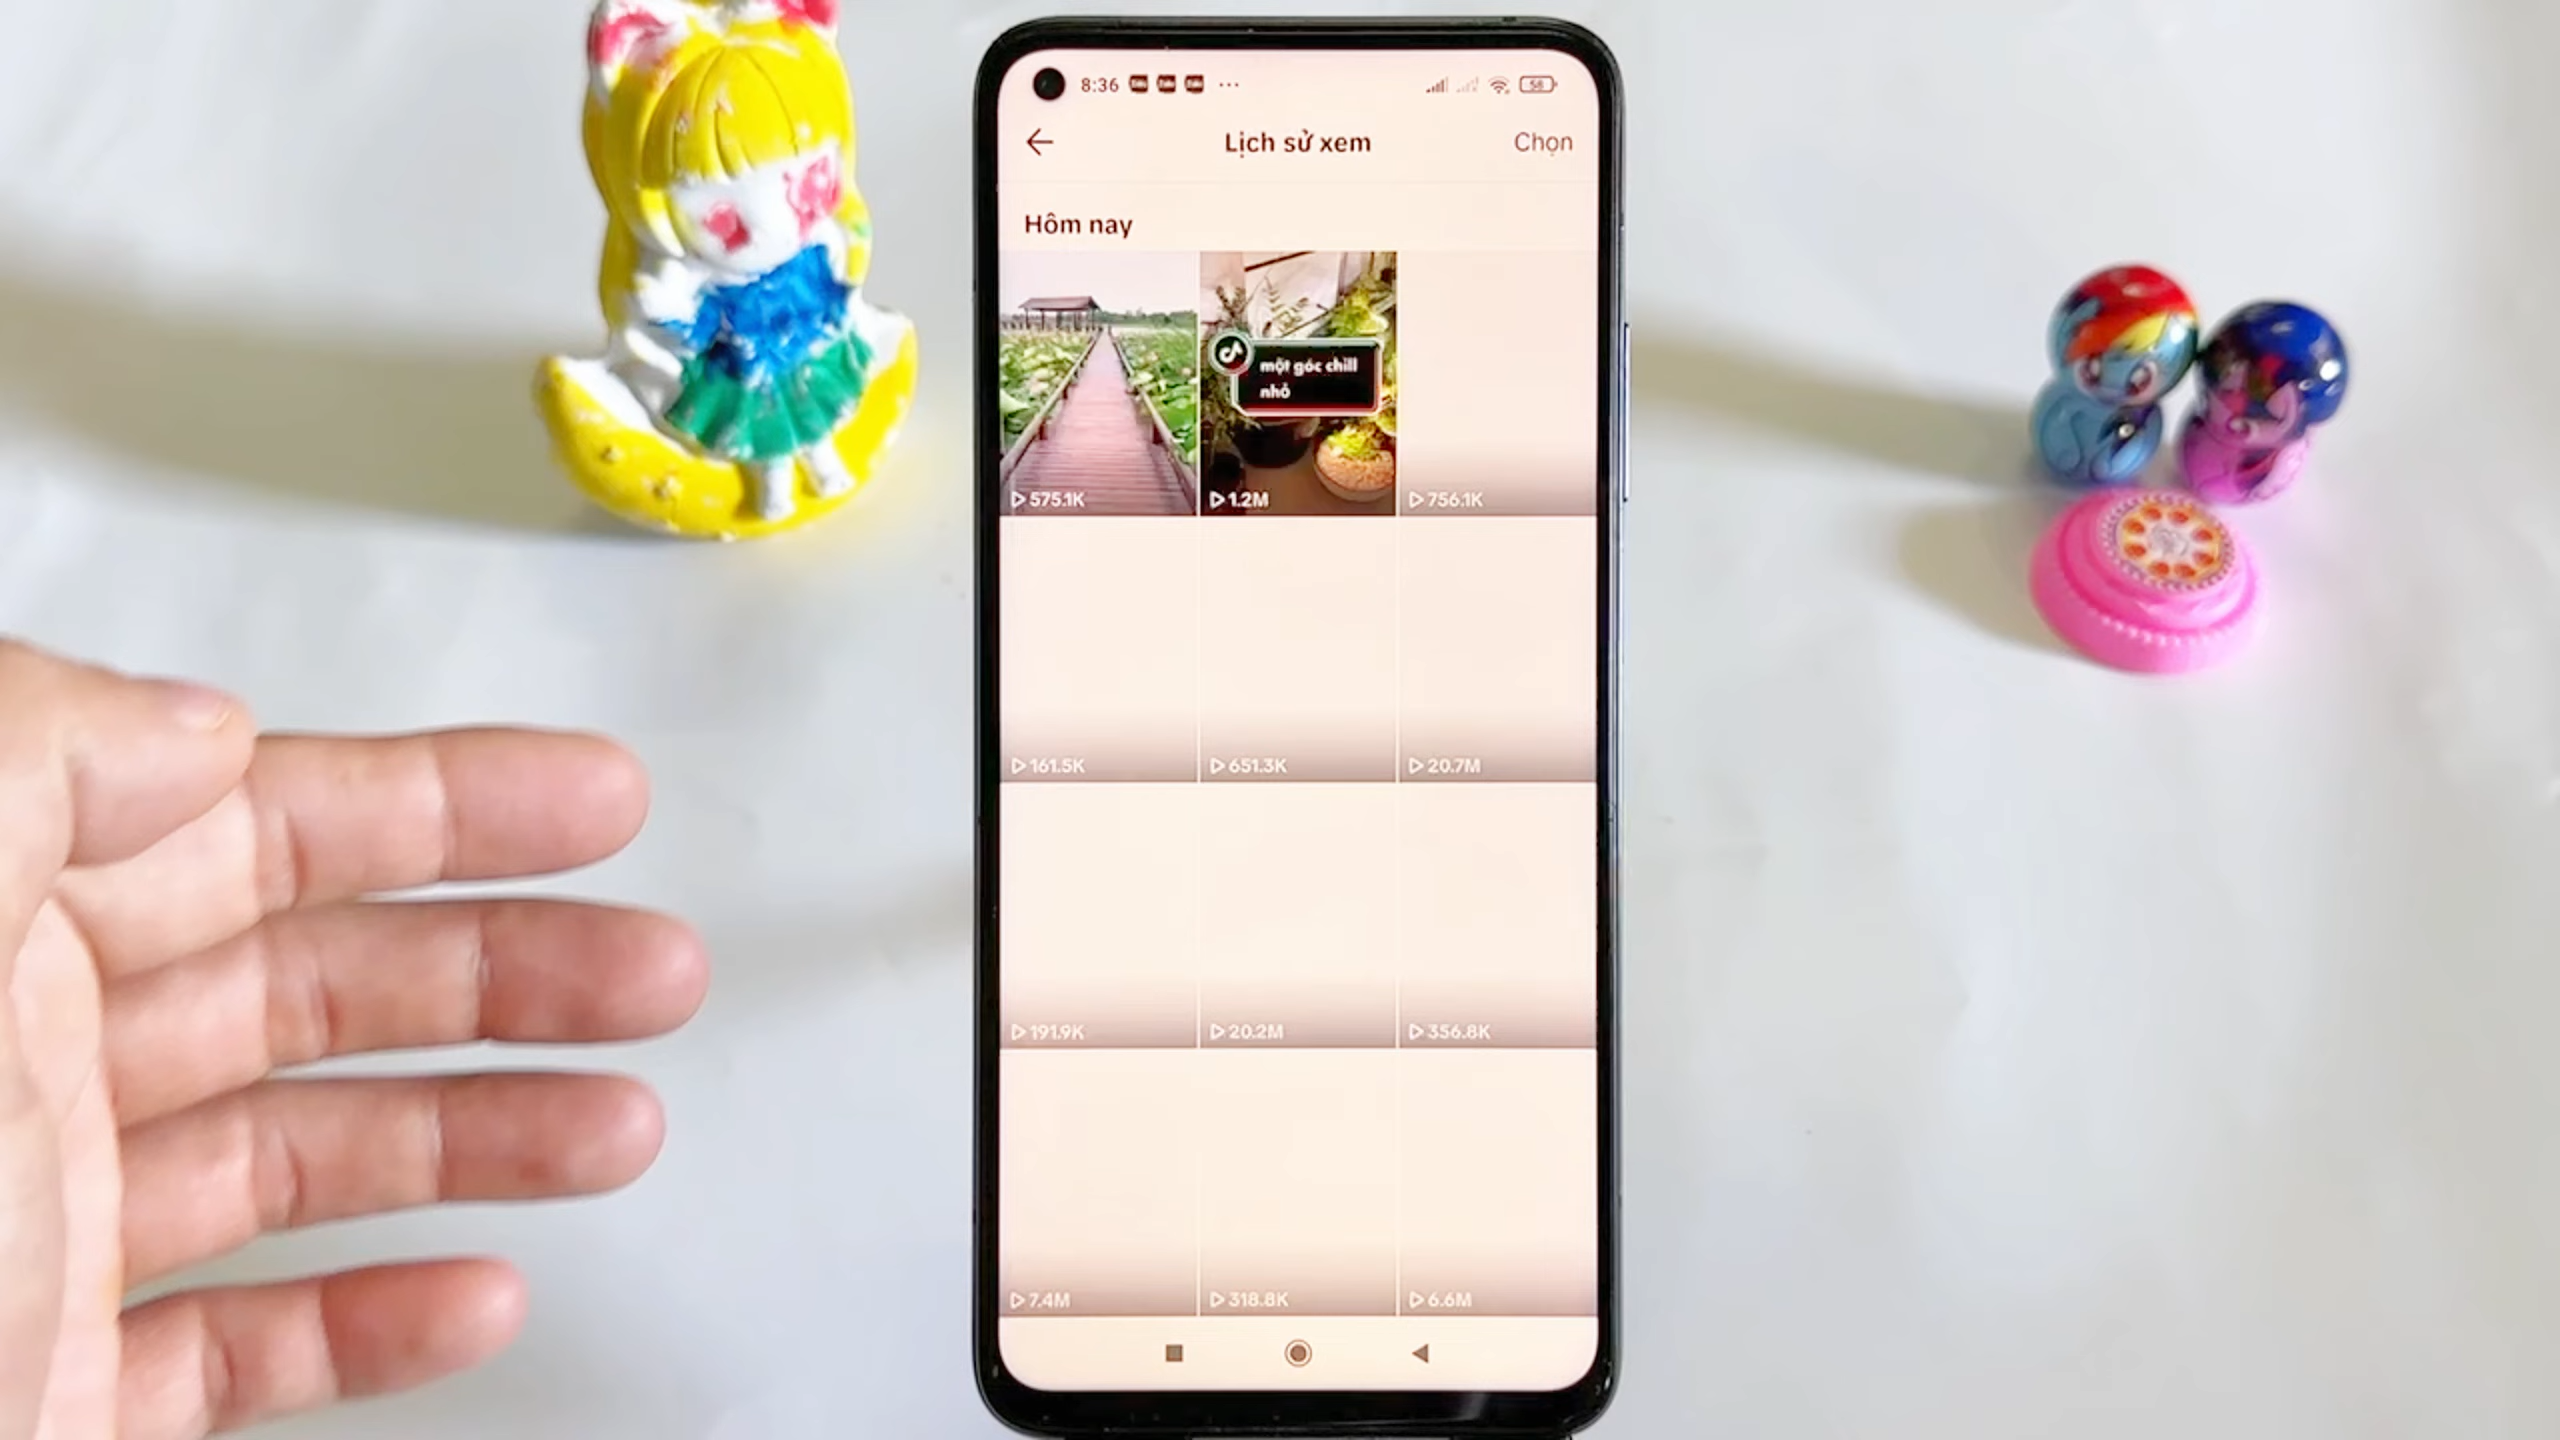 8:36
58
Lịch sử xem
Chọn
Hôm nay
một góc chill
nhỏ
575.1K
1.2M
756.1K
161.5K
651.3K
20.7M
191.9K
20.2M
356.8K
7.4M
318.8K
6.6M